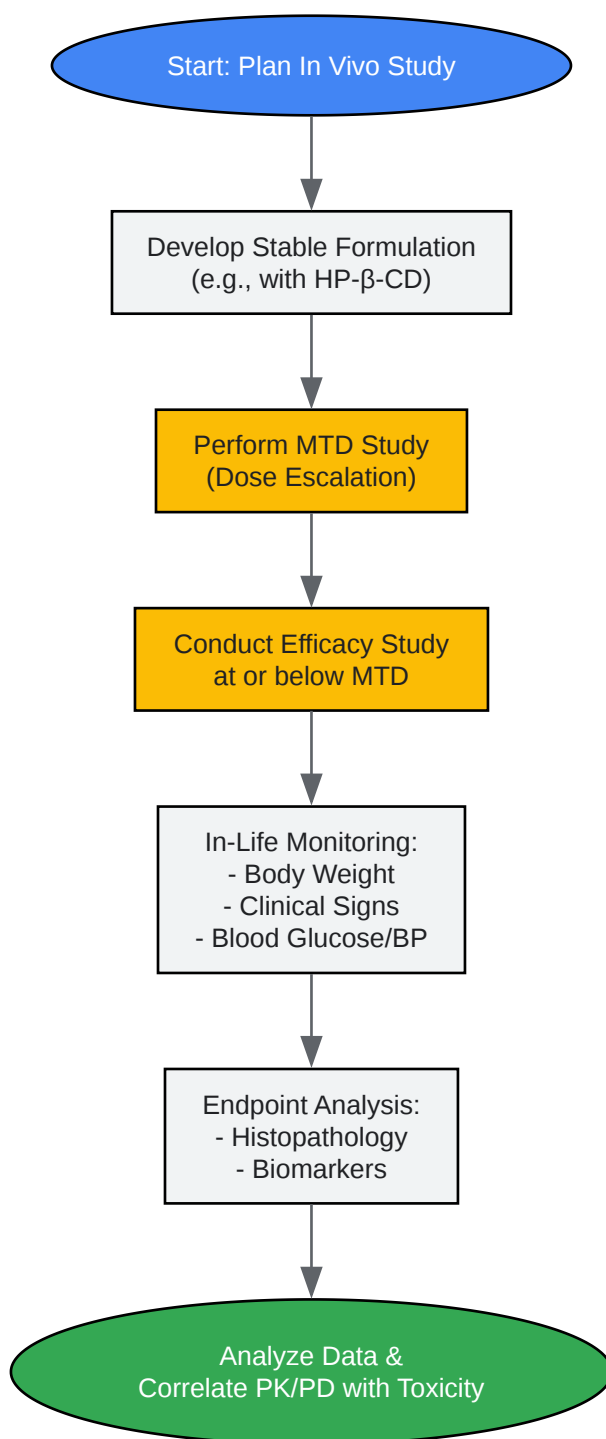 Start: Plan In Vivo Study
Develop Stable Formulation
(e.g., with HP-β-CD)
Perform MTD Study
(Dose Escalation)
Conduct Efficacy Study
at or below MTD
In-Life Monitoring:
- Body Weight
- Clinical Signs
- Blood Glucose/BP
Endpoint Analysis:
- Histopathology
- Biomarkers
Analyze Data &
Correlate PK/PD with Toxicity